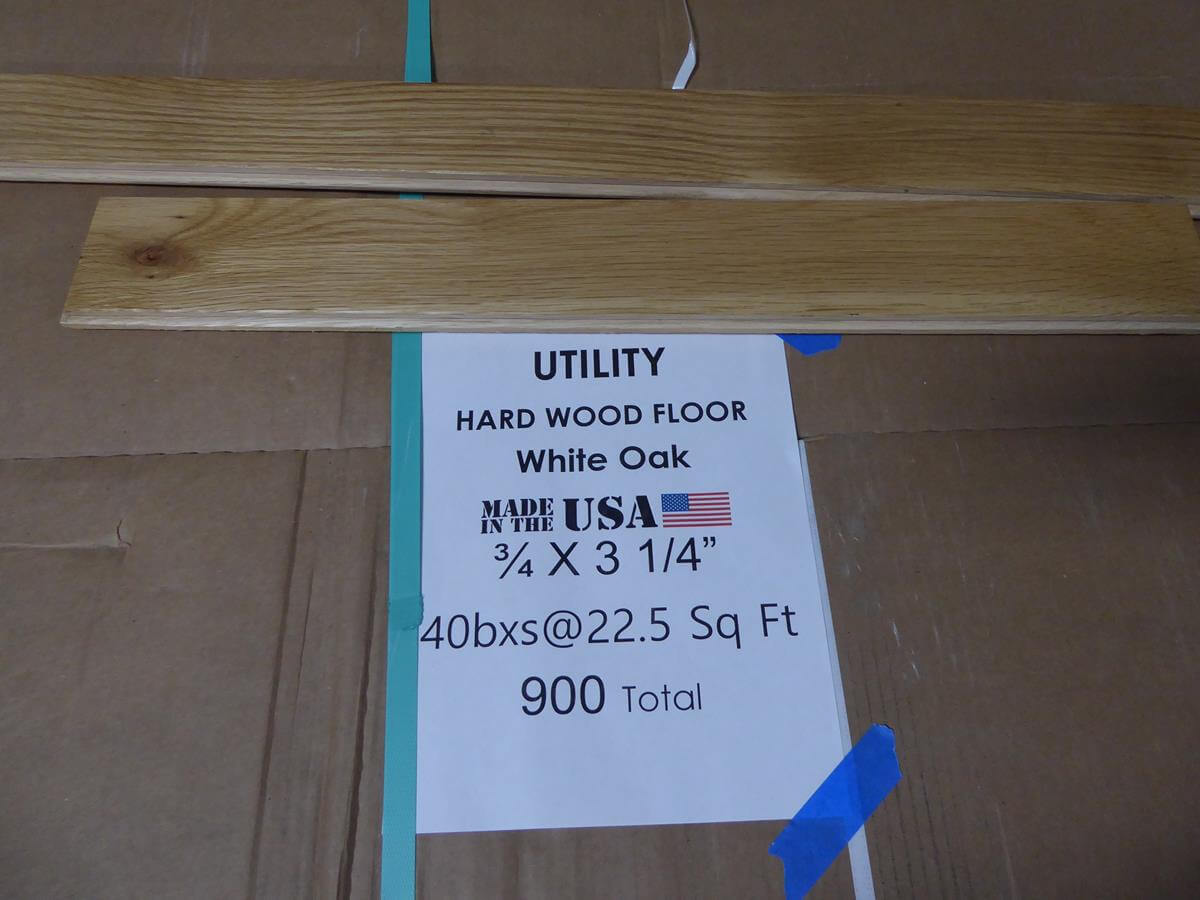 UTILITY
HARD WOOD FLOOR
White Oak
MADE IN THE USA
¾ X 3 1/4”
40bxs@22.5 Sq Ft
900 Total